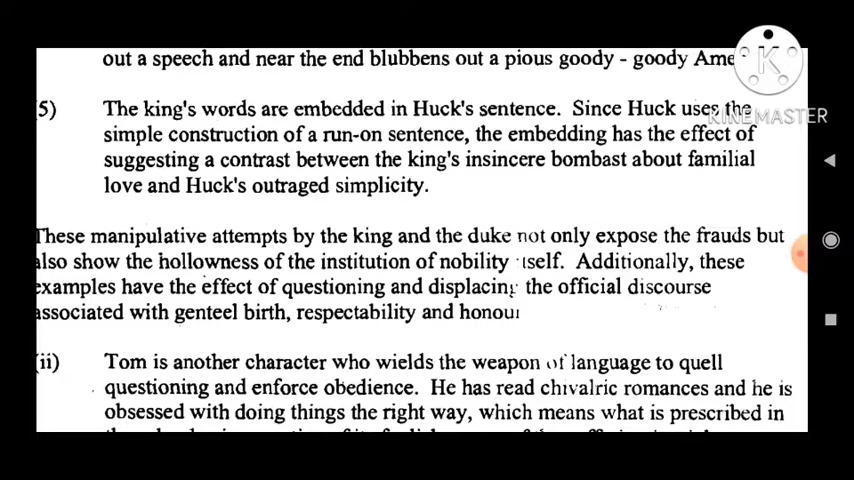 out a speech and near the end blubbens out a pious goody - goody Ame
5) The king's words are embedded in Huck's sentence. Since Huck uses the
simple construction of a run-on sentence, the embedding has the effect of
suggesting a contrast between the king's insincere bombast about familial
love and Huck's outraged simplicity.
These manipulative attempts by the king and the duke not only expose the frauds but
also show the hollowness of the institution of nobility itself. Additionally, these
examples have the effect of questioning and displacing the official discourse
associated with genteel birth, respectability and honour
(ii) Tom is another character who wields the weapon of language to quell
questioning and enforce obedience. He has read chivalric romances and he is
obsessed with doing things the right way, which means what is prescribed in
K
KINEMASTER